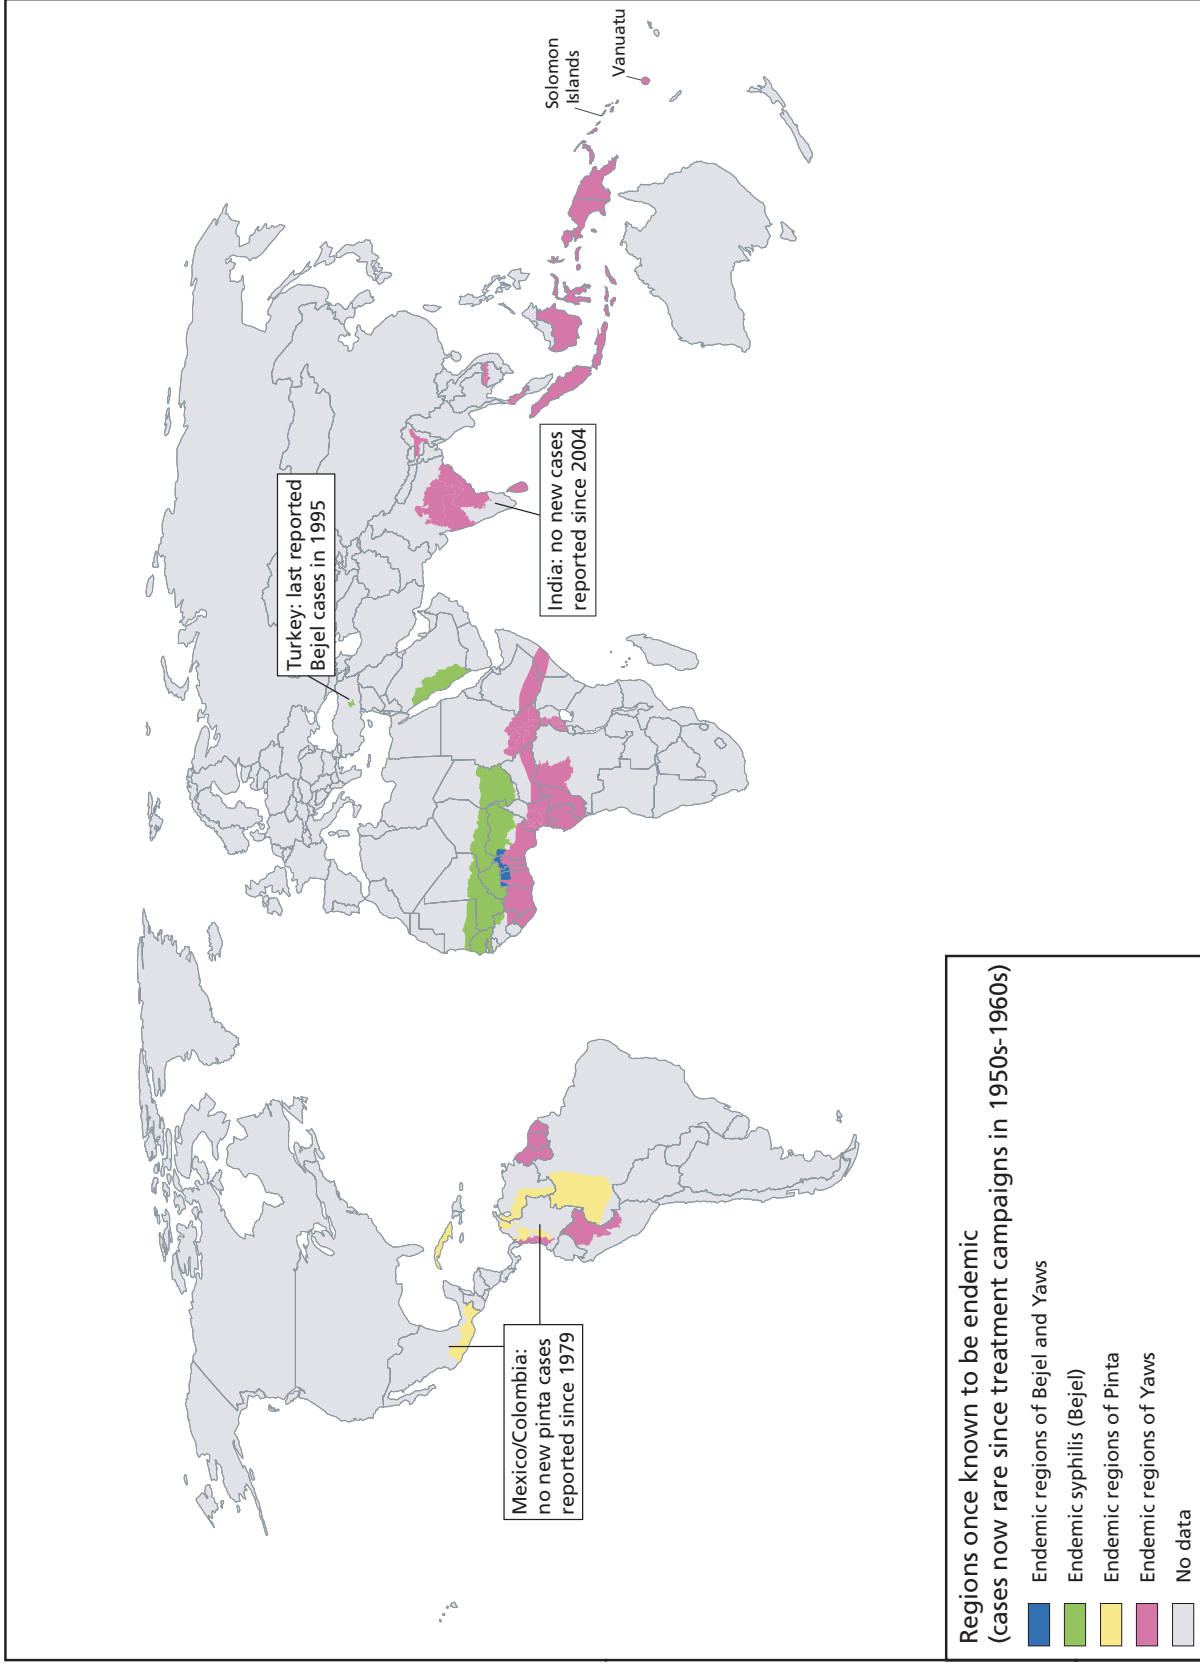 Solomon
Islands
Vanuatu
Turkey: last reported
Bejel cases in 1995
India: no new cases
reported since 2004
Mexico/Colombia:
no new pinta cases
reported since 1979
Regions once known to be endemic
(cases now rare since treatment campaigns in 1950s-1960s)
Endemic regions of Bejel and Yaws
Endemic syphilis (Bejel)
Endemic regions of Pinta
Endemic regions of Yaws
No data